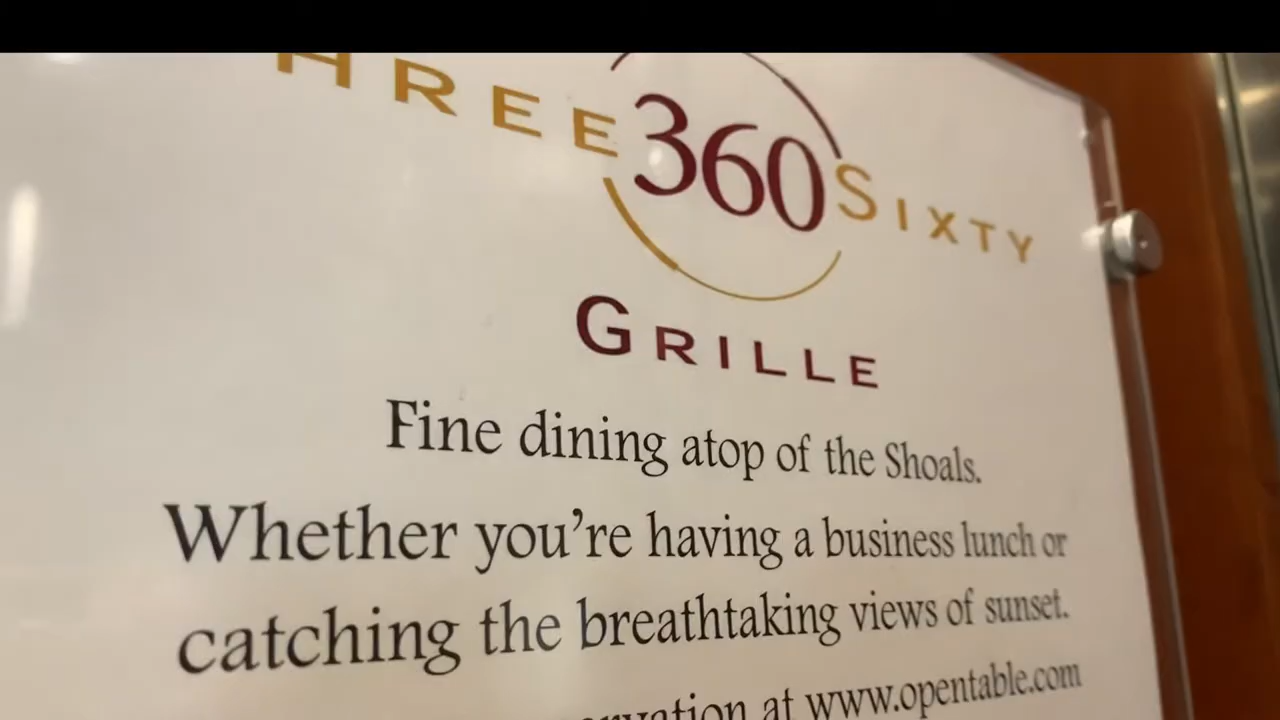 HREE 360 SIXTY
GRILLE
Fine dining atop of the Shoals.
Whether you’re having a business lunch or
catching the breathtaking views of sunset.
ervation at www.opentable.com